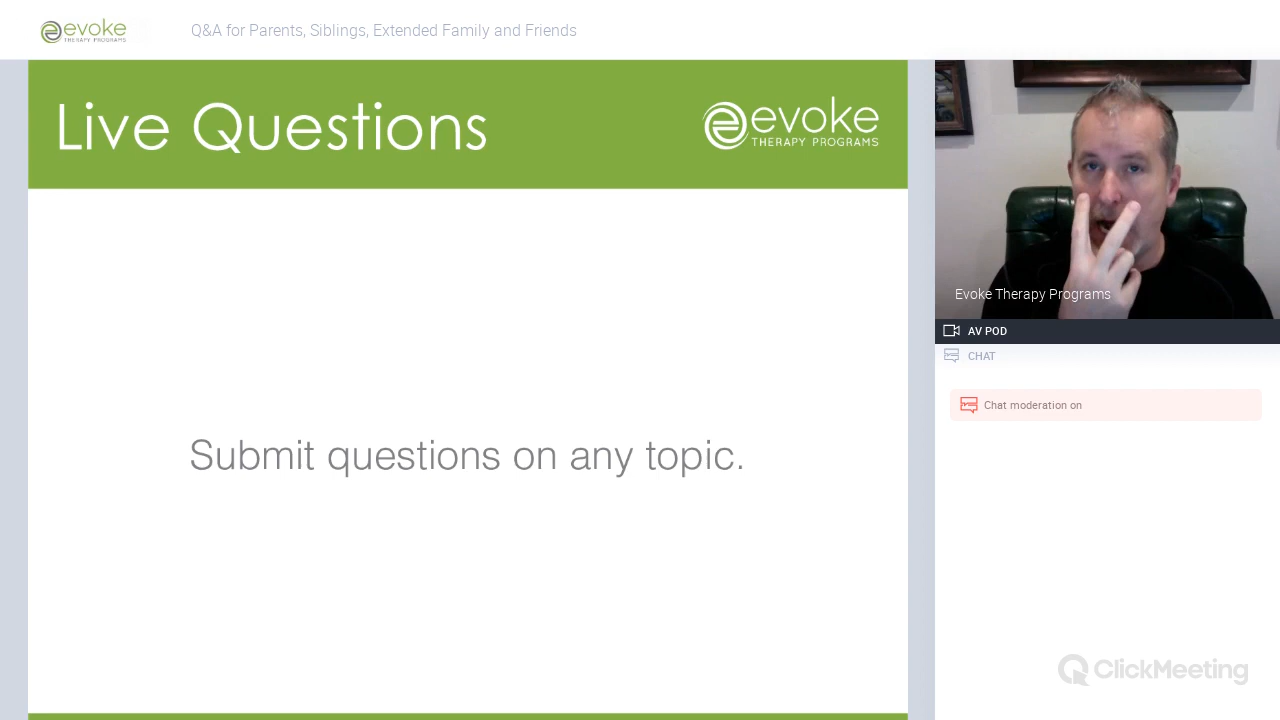 evoke
THERAPY PROGRAMS
Q&A for Parents, Siblings, Extended Family and Friends
Live Questions
evoke
THERAPY PROGRAMS
Submit questions on any topic.
Evoke Therapy Programs
AV POD
CHAT
Chat moderation on
ClickMeeting